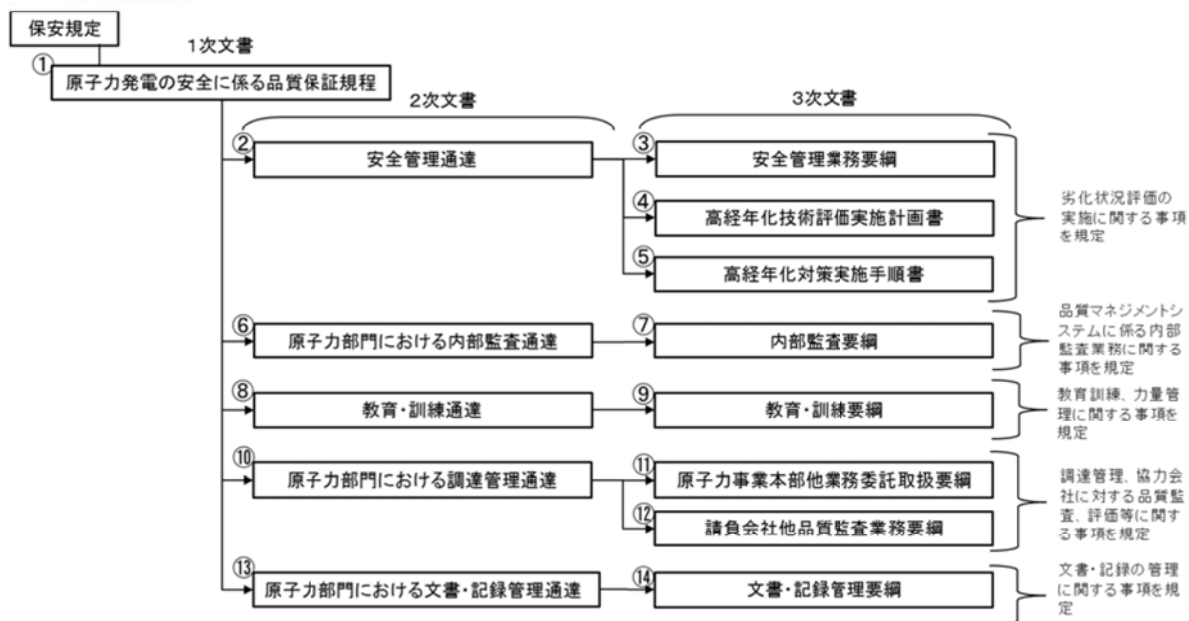 保安規定
1次文書
① 原子力発電の安全に係る品質保証規程
2次文書
3次文書
② 安全管理通達
③ 安全管理業務要綱
④ 高経年化技術評価実施計画書
⑤ 高経年化対策実施手順書
劣化状況評価の
実施に関する事項
を規定
⑥ 原子力部門における内部監査通達
⑦ 内部監査要綱
品質マネジメントシ
ステムに係る内部
監査業務に関する
事項を規定
⑧ 教育・訓練通達
⑨ 教育・訓練要綱
教育訓練、力量管
理に関する事項を
規定
⑩ 原子力部門における調達管理通達
⑪ 原子力事業本部他業務委託取扱要綱
⑫ 請負会社他品質監査業務要綱
調達管理、協力会
社に対する品質監
査、評価等に関す
る事項を規定
⑬ 原子力部門における文書・記録管理通達
⑭ 文書・記録管理要綱
文書・記録の管理
に関する事項を規
定